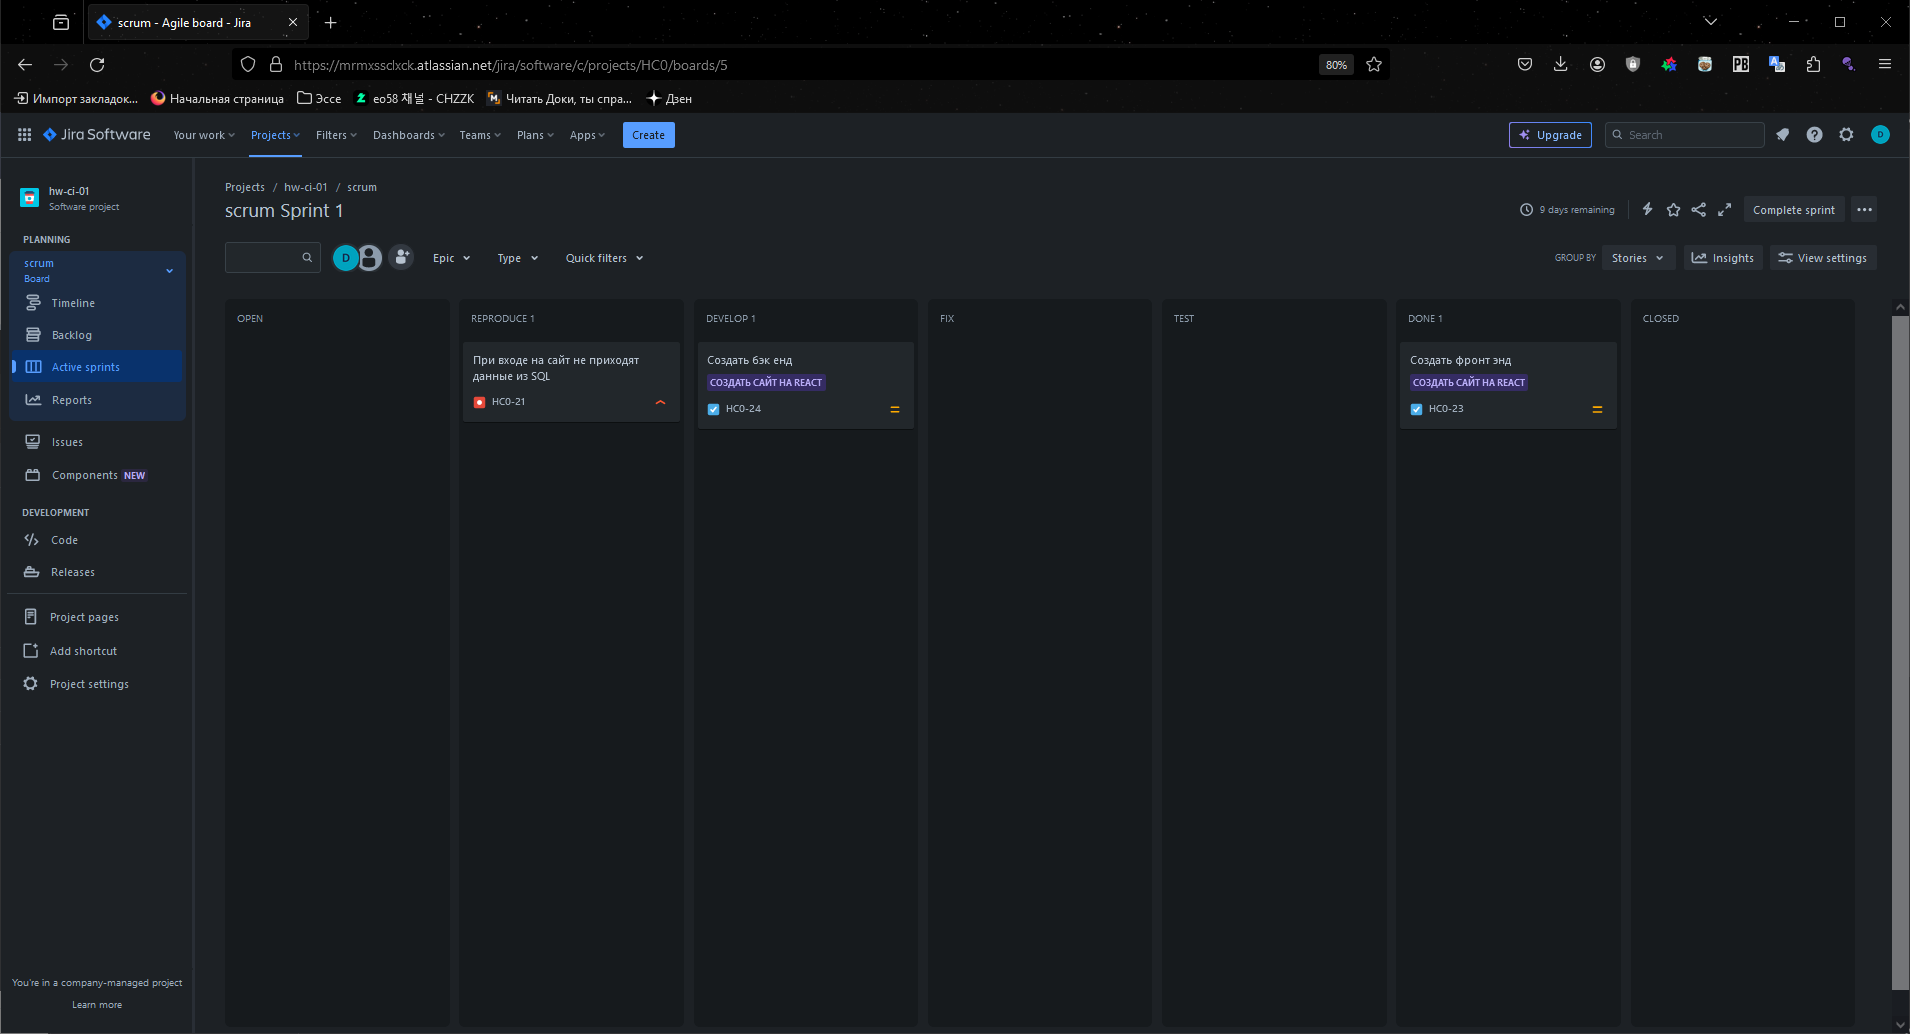 scrum - Agile board - Jira
https://mrmxssclxck.atlassian.net/jira/software/c/projects/HC0/boards/5
80%
Импорт закладок...
Начальная страница
Эссе
eo58 채널 - CHZZK
Читать Доки, ты спра...
Дзен
Jira Software
Your work
Projects
Filters
Dashboards
Teams
Plans
Apps
Create
Upgrade
Search
D
hw-ci-01
Software project
PLANNING
scrum
Board
Timeline
Backlog
Active sprints
Reports
Issues
Components NEW
DEVELOPMENT
Code
Releases
Project pages
Add shortcut
Project settings
You're in a company-managed project
Learn more
Projects / hw-ci-01 / scrum
scrum Sprint 1
9 days remaining
Complete sprint
D
Epic
Type
Quick filters
GROUP BY
Stories
Insights
View settings
OPEN
REPRODUCE 1
При входе на сайт не приходят
данные из SQL
HC0-21
DEVELOP 1
Создать бэк енд
СОЗДАТЬ САЙТ НА REACT
HC0-24
FIX
TEST
DONE 1
Создать фронт энд
СОЗДАТЬ САЙТ НА REACT
HC0-23
CLOSED
PB